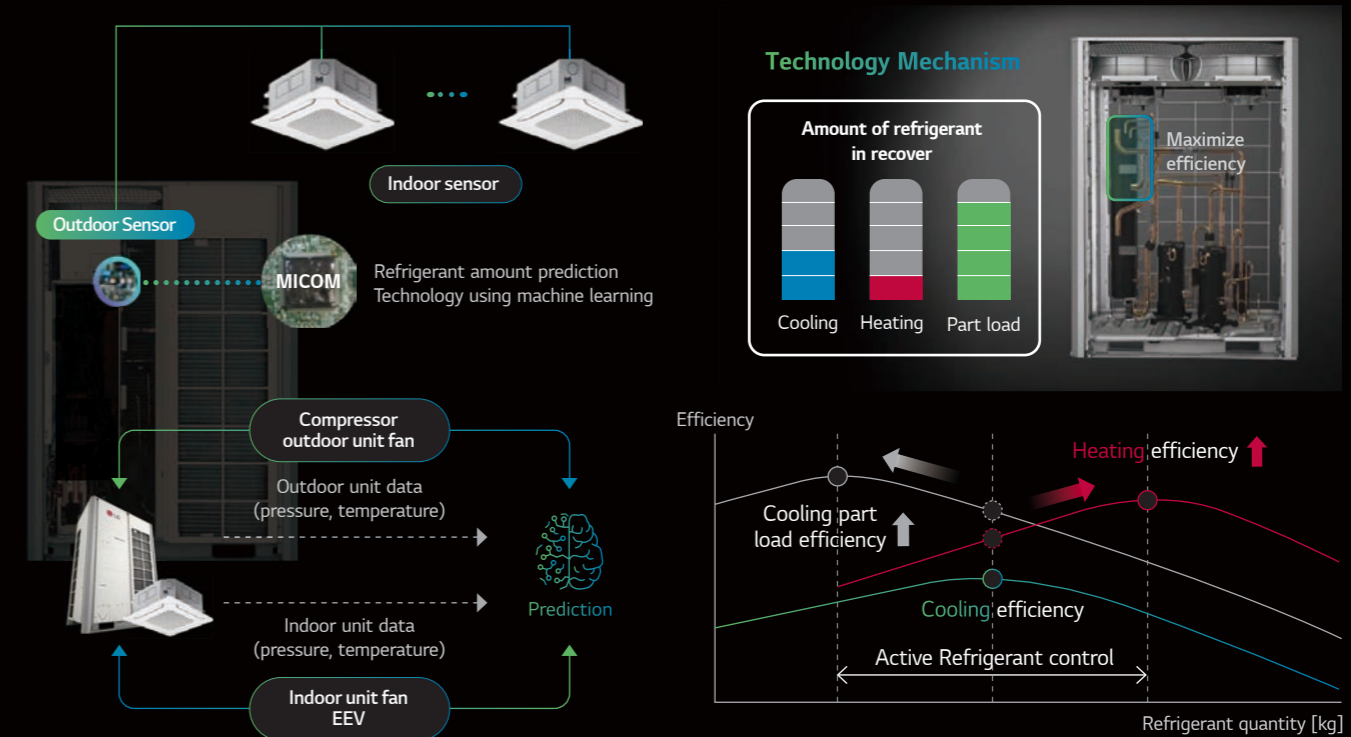 Indoor sensor
Outdoor Sensor
MICOM
Refrigerant amount prediction
Technology using machine learning
Compressor
outdoor unit fan
Outdoor unit data
(pressure, temperature)
LG
Prediction
Indoor unit data
(pressure, temperature)
Indoor unit fan
EEV
Technology Mechanism
Amount of refrigerant
in recover
Cooling
Heating
Part load
Maximize
efficiency
Efficiency
Heating efficiency
Cooling part
load efficiency
Cooling efficiency
Active Refrigerant control
Refrigerant quantity [kg]